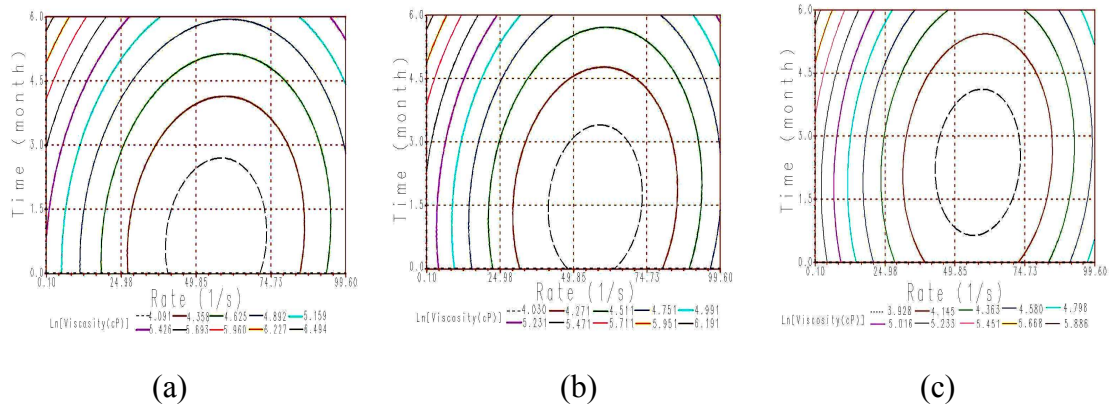 6.0
4.5
3.0
1.5
0.0
Time (month)
0.10 24.98 49.85 74.73 99.60
Rate (1/s)
Ln[Viscosity(cP)] 4.091 4.358 4.625 4.892 5.159
5.426 5.693 5.960 6.227 6.494
(a)
6.0
4.5
3.0
1.5
0.0
Time (month)
0.10 24.98 49.85 74.73 99.60
Rate (1/s)
Ln[Viscosity(cP)] 4.030 4.271 4.511 4.751 4.991
5.231 5.471 5.711 5.951 6.191
(b)
6.0
4.5
3.0
1.5
0.0
Time (month)
0.10 24.98 49.85 74.73 99.60
Rate (1/s)
Ln[Viscosity(cP)] 3.928 4.145 4.363 4.580 4.798
5.016 5.233 5.451 5.668 5.886
(c)